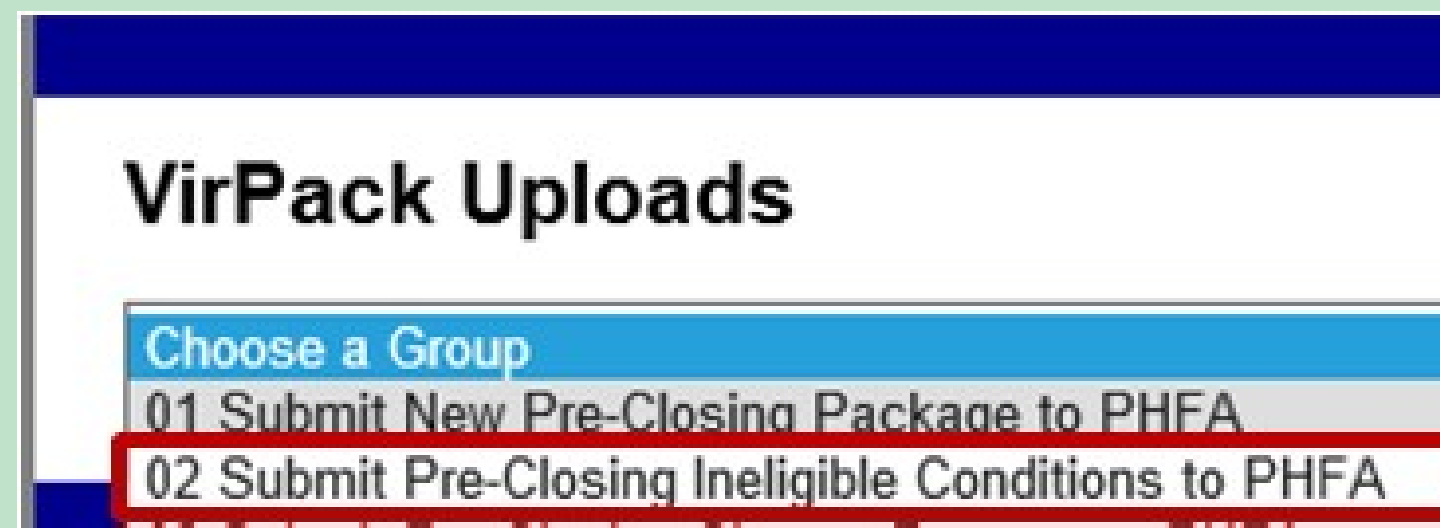 VirPack Uploads
Choose a Group
01 Submit New Pre-Closing Package to PHFA
02 Submit Pre-Closing Ineligible Conditions to PHFA